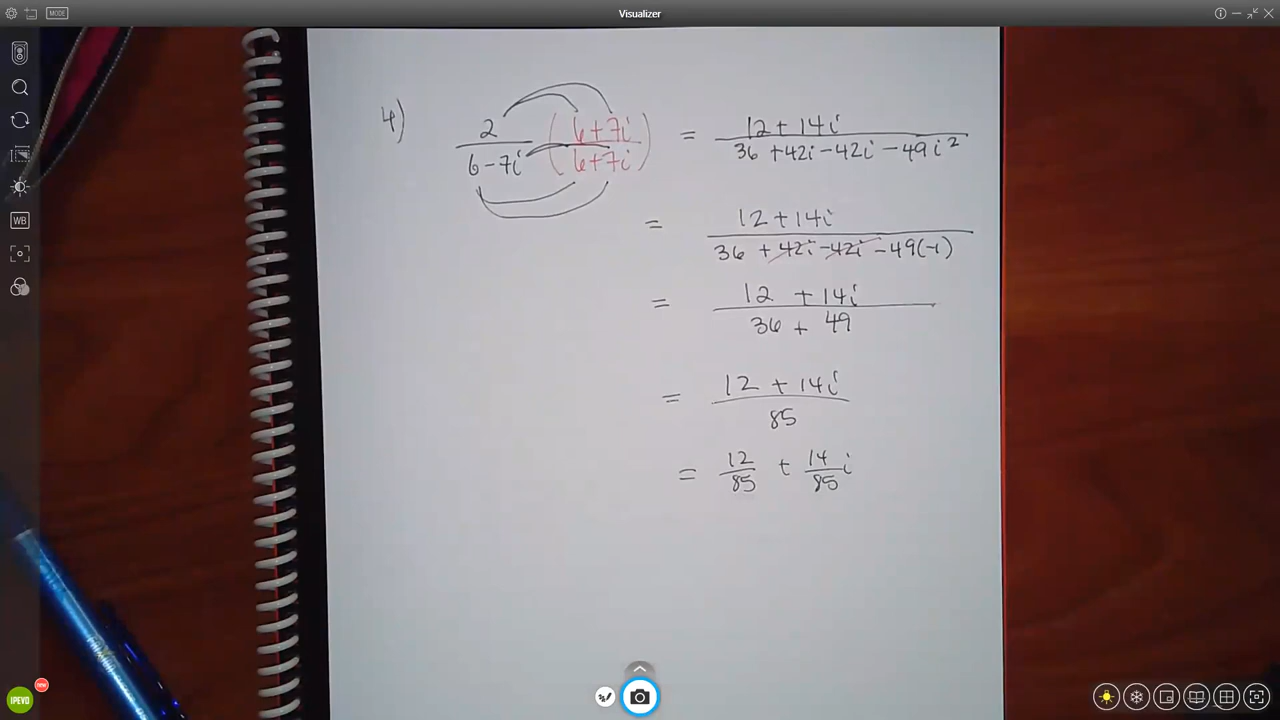 MODE
Visualizer
4) 2/(6-7i) (6+7i)/(6+7i) = (12+14i)/(36+42i-42i-49i²)
= (12+14i)/(36+42i-42i-49(-1))
= (12+14i)/(36+49)
= (12+14i)/85
= 12/85 + 14/85 i
WB
IPEVO
new